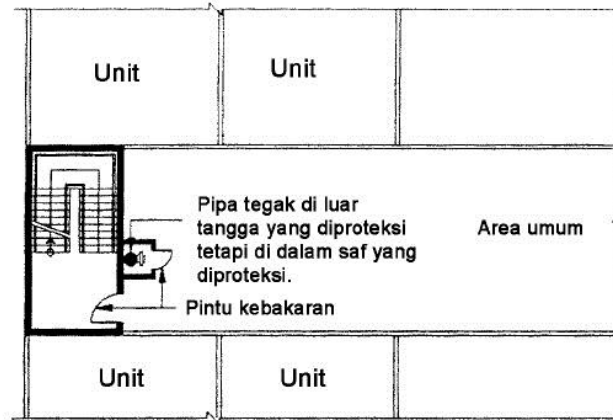 Unit
Unit
Pipa tegak di luar
tangga yang diproteksi
tetapi di dalam saf yang
diproteksi.
Area umum
Pintu kebakaran
Unit
Unit